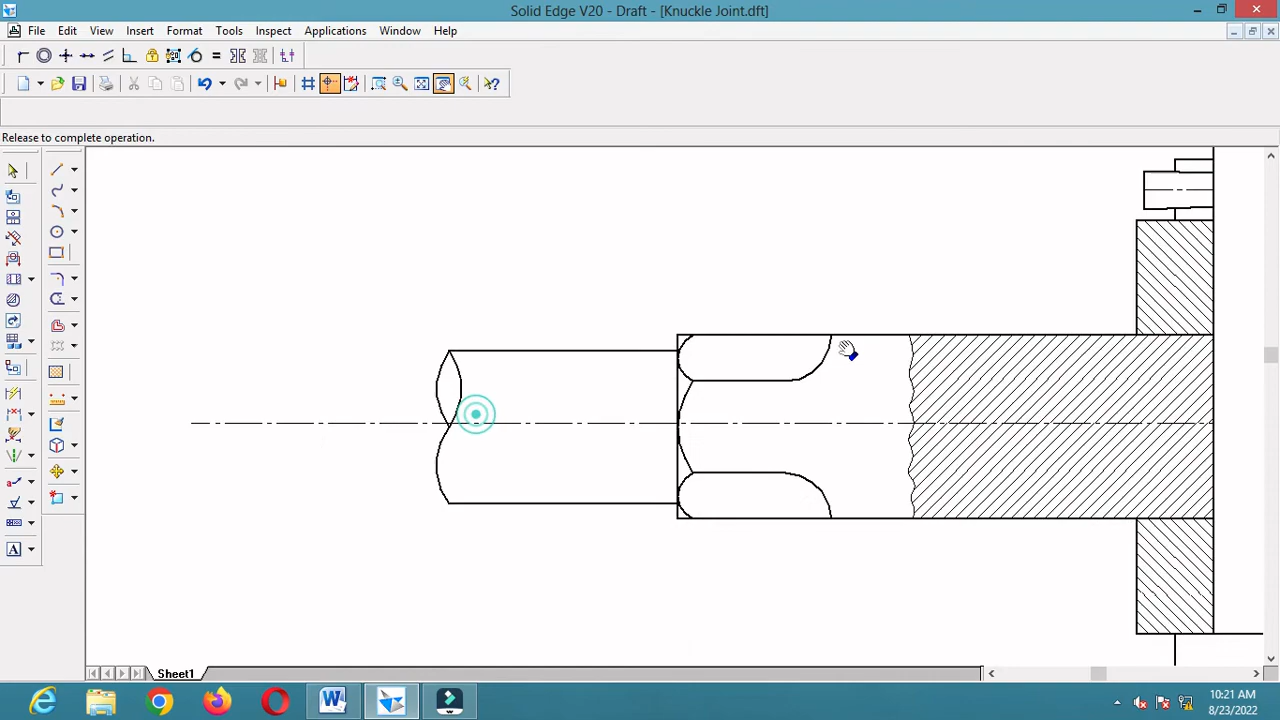 Solid Edge V20 - Draft - [Knuckle Joint.dft]
File Edit View Insert Format Tools Inspect Applications Window Help
Release to complete operation.
A
Sheet1
10:21 AM
8/23/2022